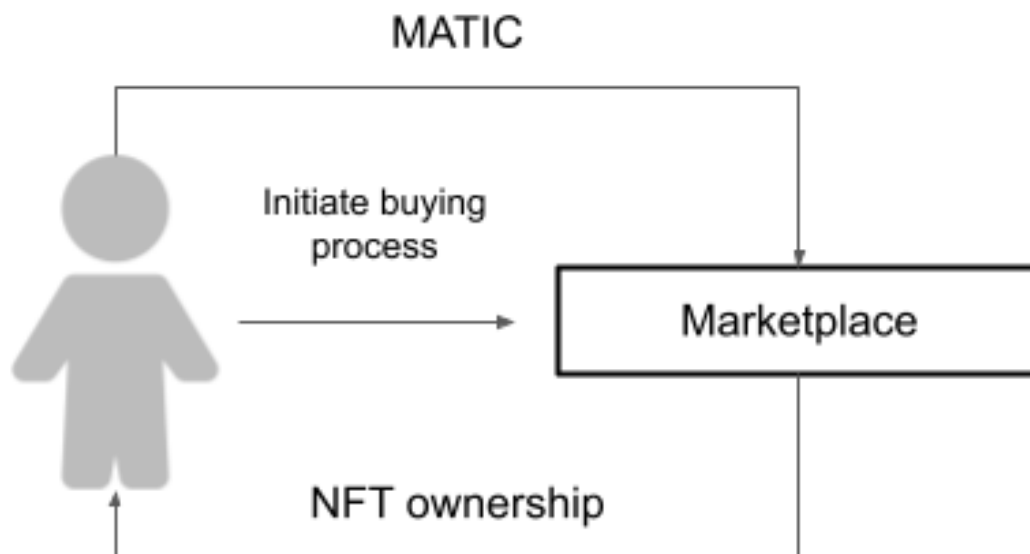 MATIC
Initiate buying
process
Marketplace
NFT ownership